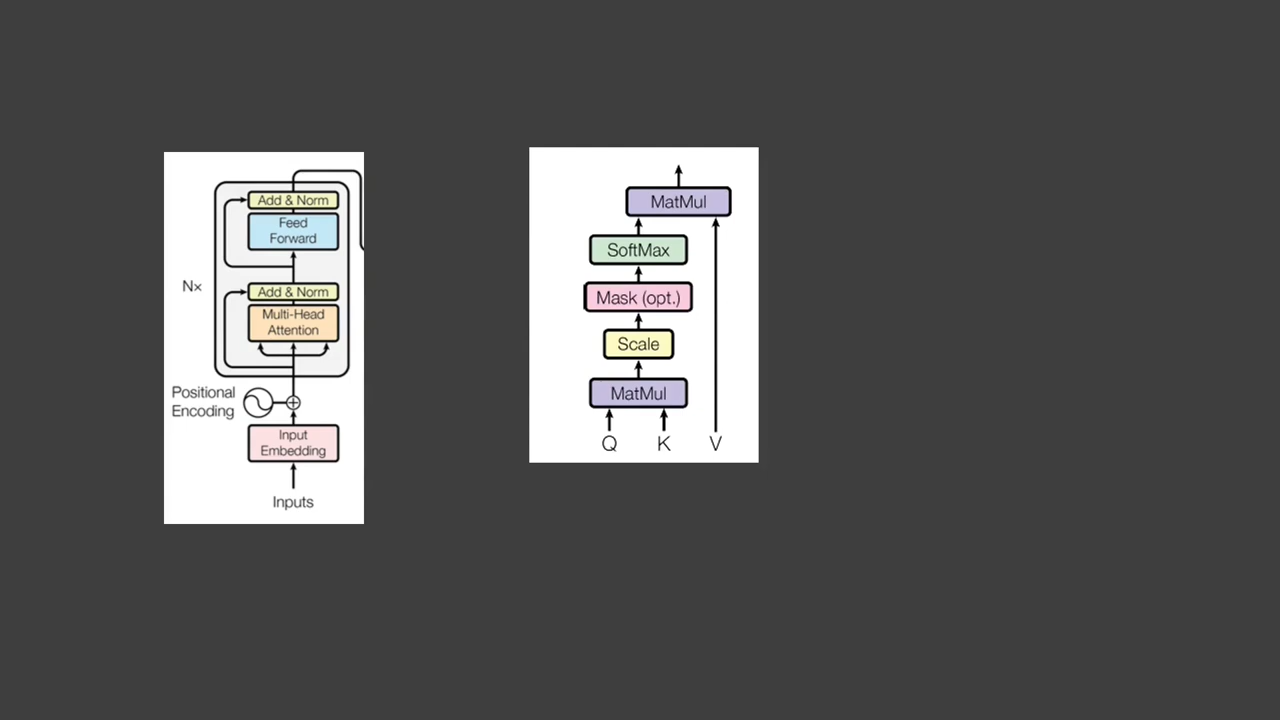 Add & Norm
Feed
Forward
Nx
Add & Norm
Multi-Head
Attention
Positional
Encoding
Input
Embedding
Inputs
MatMul
SoftMax
Mask (opt.)
Scale
MatMul
Q K V